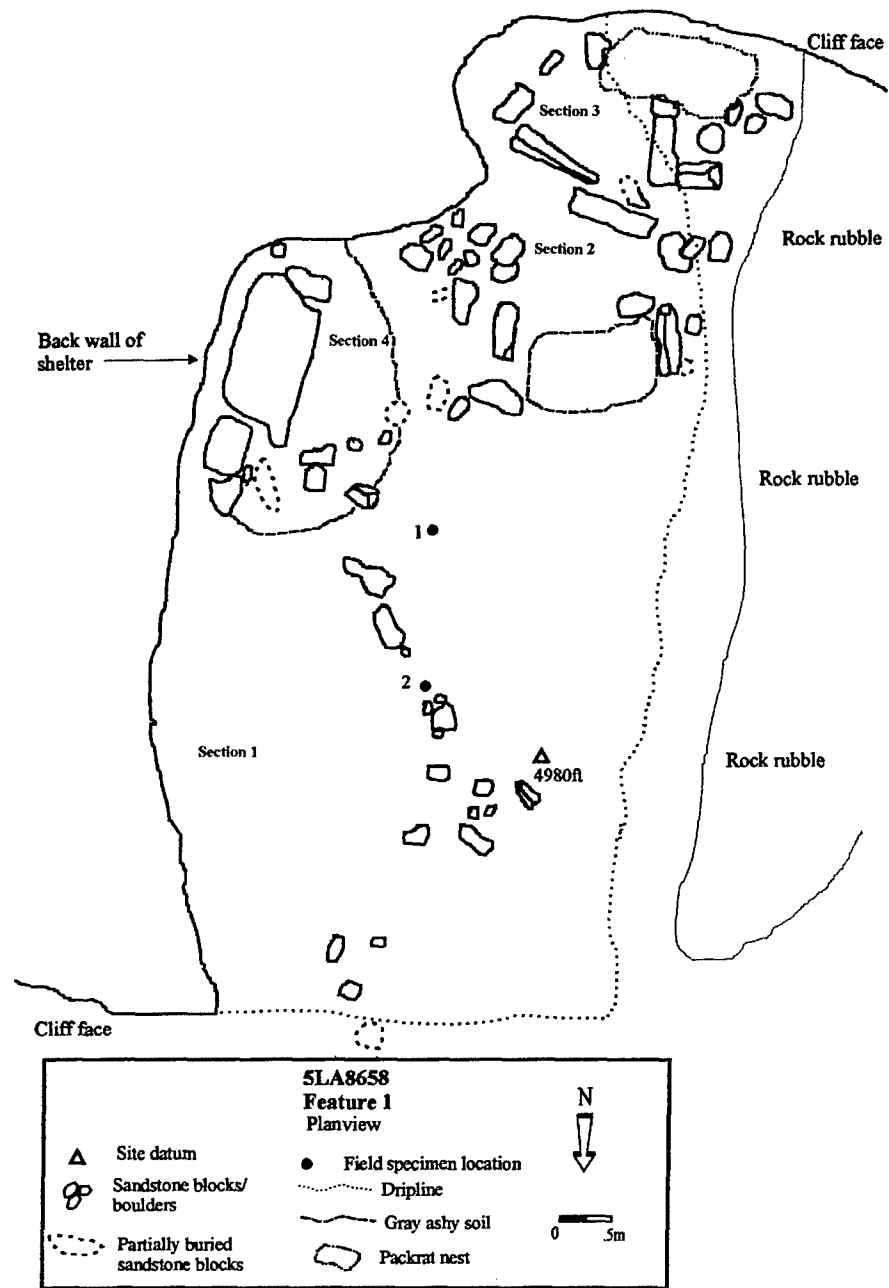 Cliff face
Section 3
Rock rubble
Section 2
Back wall of
shelter
Section 4
Rock rubble
1
2
Section 1
4980ft
Rock rubble
Cliff face
5LA8658
Feature 1
Planview
N
Site datum
Sandstone blocks/
boulders
Partially buried
sandstone blocks
Field specimen location
Dripline
Gray ashy soil
Packrat nest
0 .5m